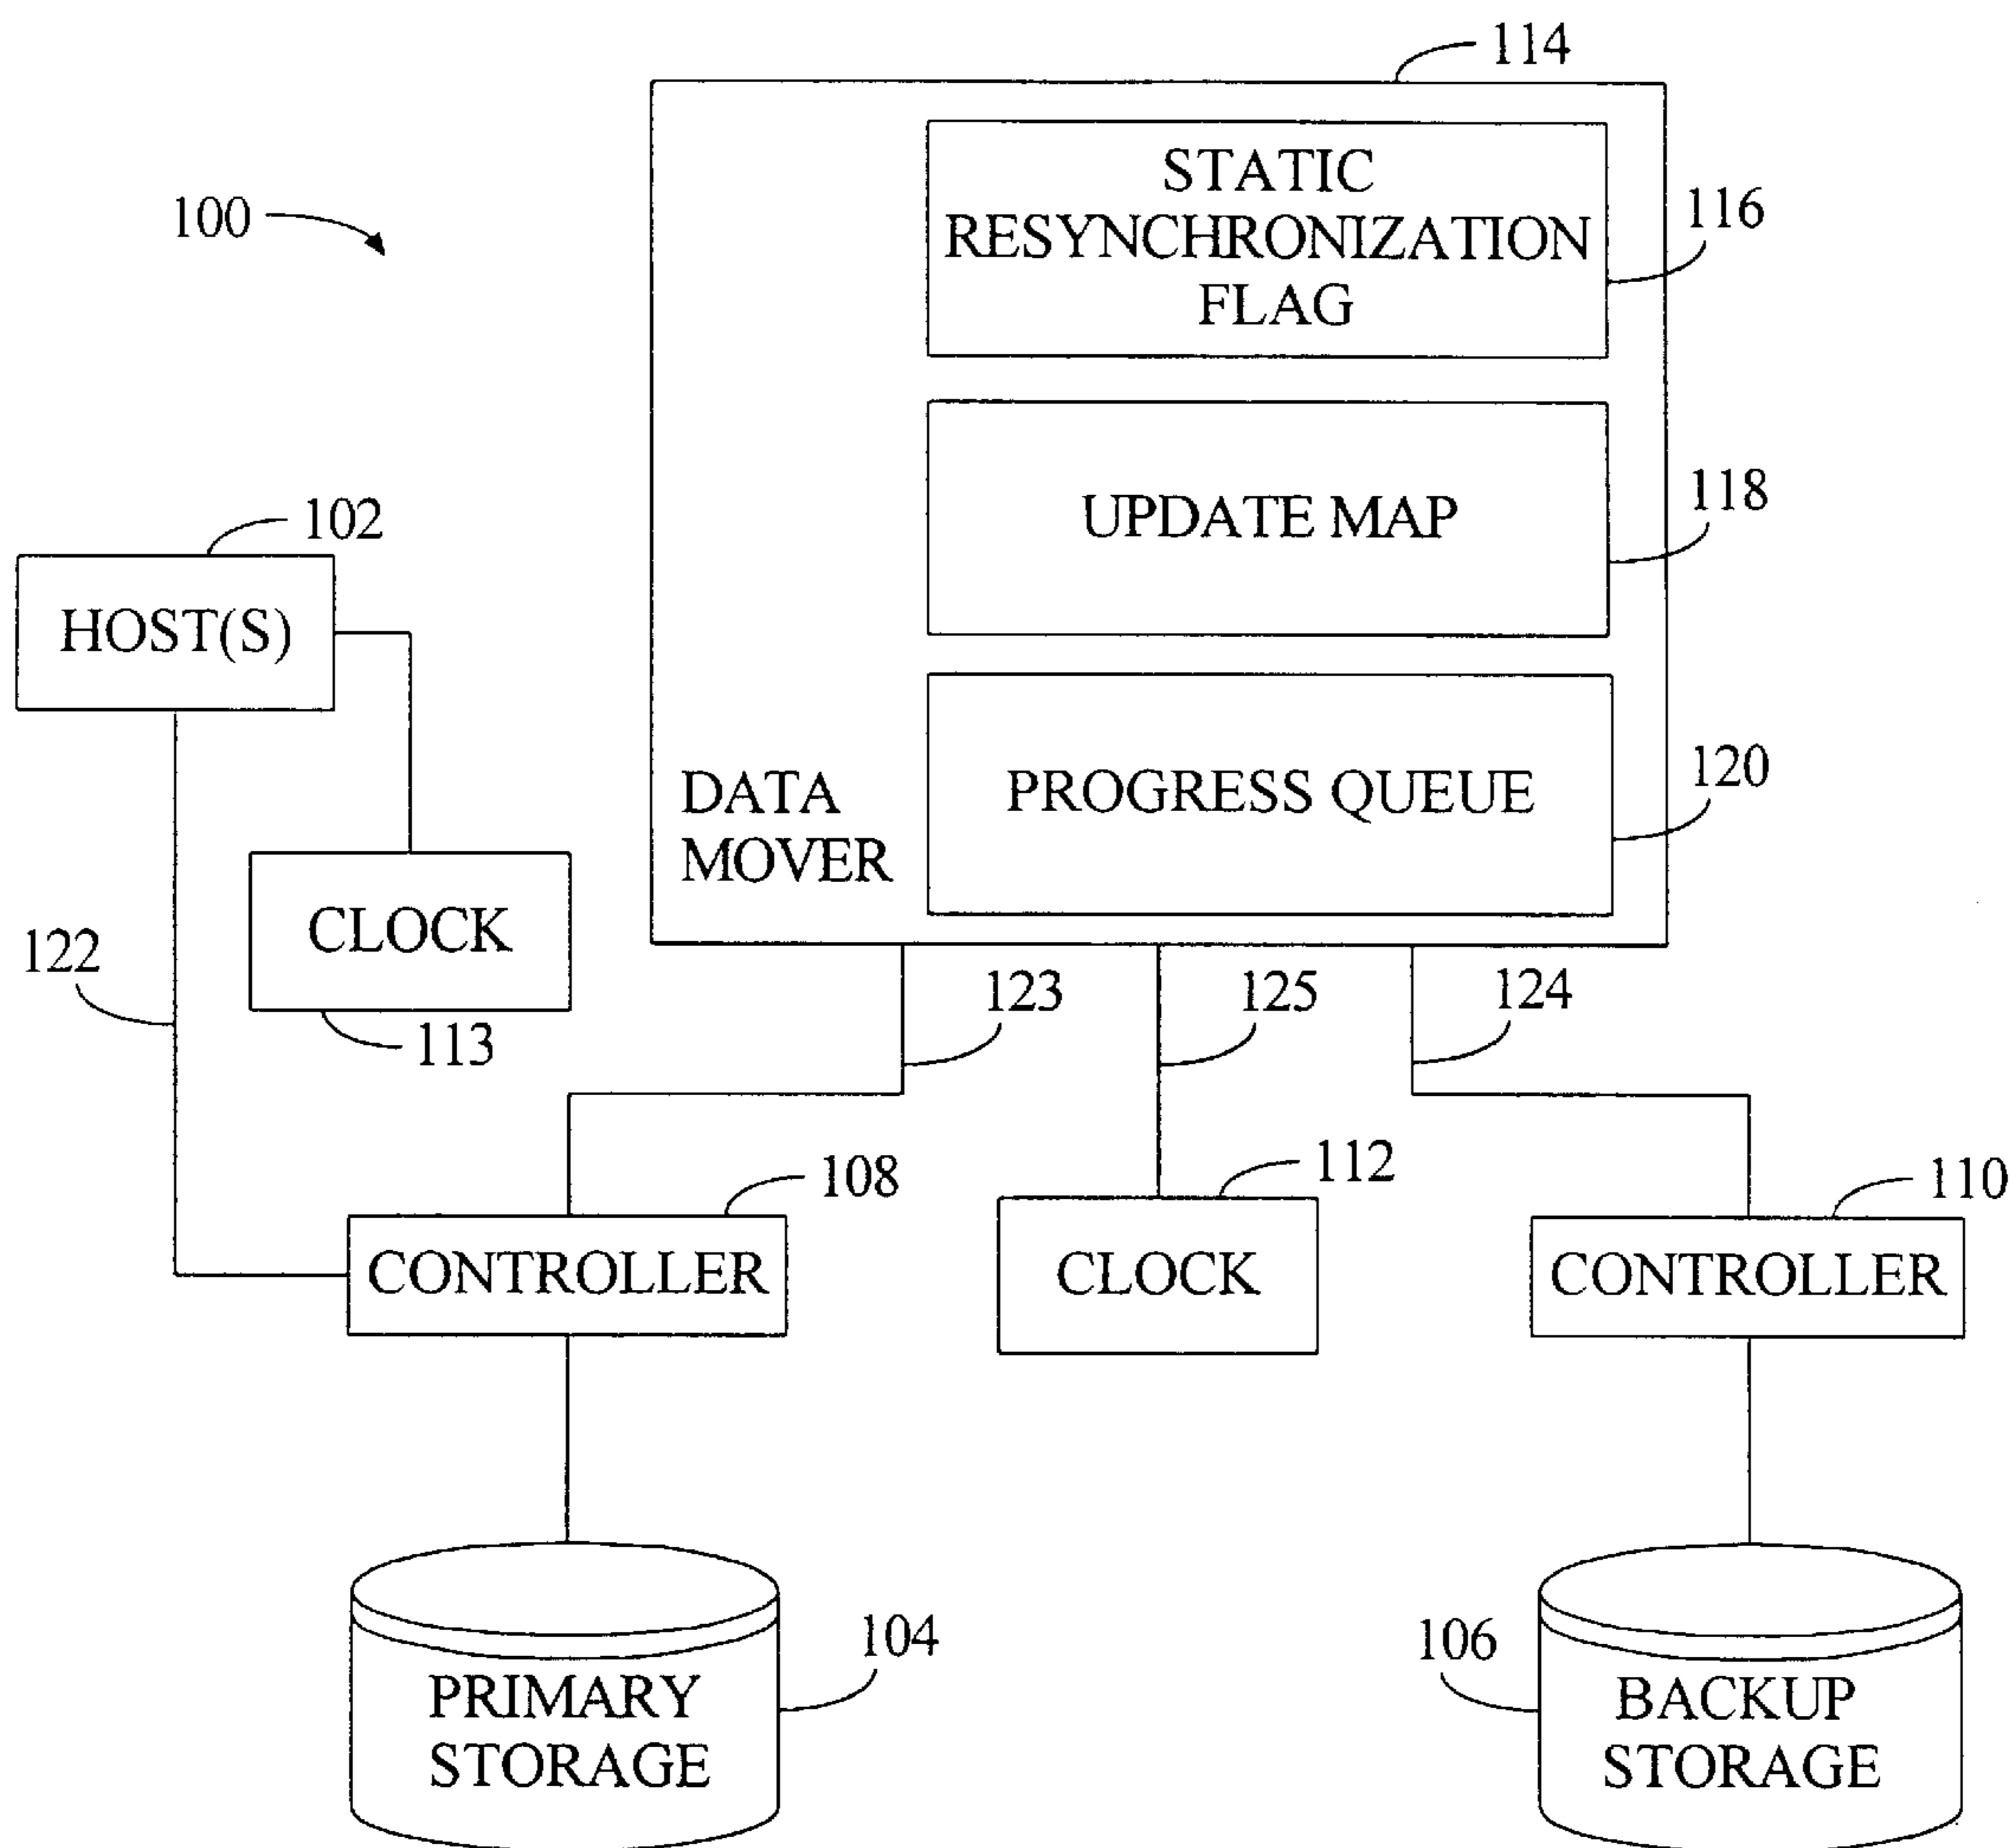 114
STATIC
RESYNCHRONIZATION
FLAG
116
100
UPDATE MAP
118
102
HOST(S)
PROGRESS QUEUE
120
DATA
MOVER
CLOCK
113
122
123
125
124
108
CONTROLLER
112
CLOCK
110
CONTROLLER
104
PRIMARY
STORAGE
106
BACKUP
STORAGE